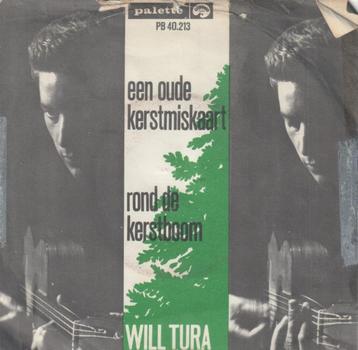 palette
PB 40.213
een oude
kerstmiskaart
rond de
kerstboom
WILL TURA